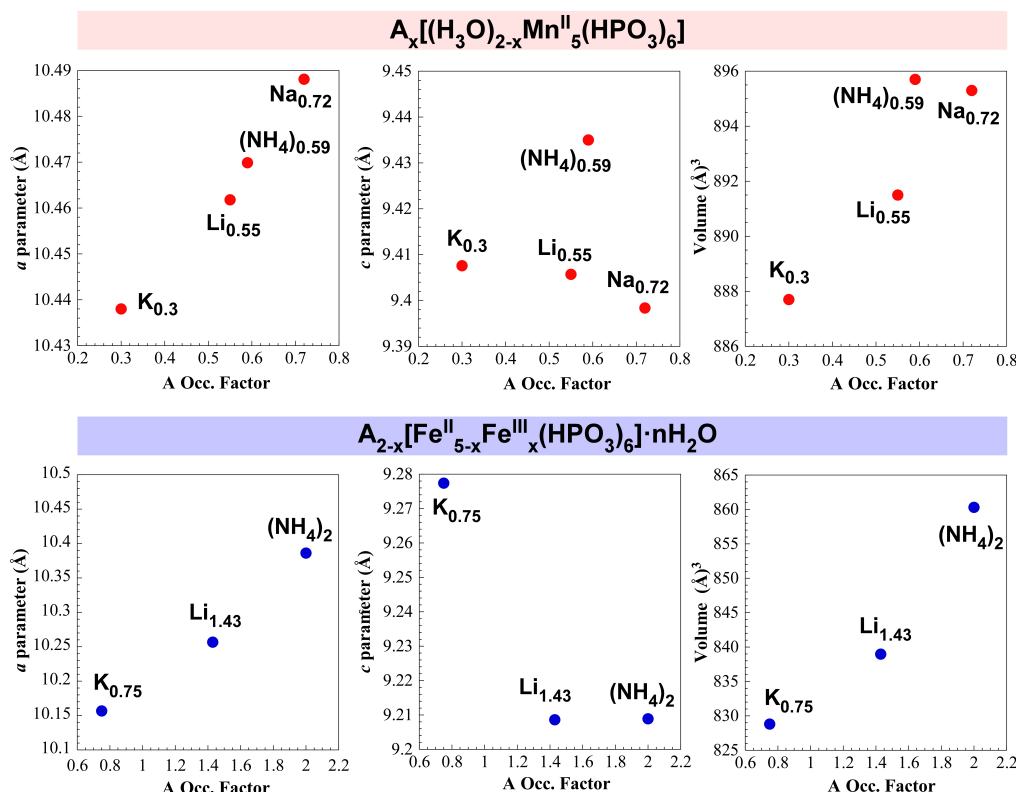 Aₓ[(H₃O)₂₋ₓMnᴵᴵ₅(HPO₃)₆]
10.49
10.48
10.47
10.46
10.45
10.44
10.43
a parameter (Å)
Na₀.₇₂
(NH₄)₀.₅₉
Li₀.₅₅
K₀.₃
0.2 0.3 0.4 0.5 0.6 0.7 0.8
A Occ. Factor
9.45
9.44
9.43
9.42
9.41
9.4
9.39
c parameter (Å)
(NH₄)₀.₅₉
K₀.₃
Li₀.₅₅
Na₀.₇₂
0.2 0.3 0.4 0.5 0.6 0.7 0.8
A Occ. Factor
896
894
892
890
888
886
Volume (Å)³
(NH₄)₀.₅₉
Na₀.₇₂
Li₀.₅₅
K₀.₃
0.2 0.3 0.4 0.5 0.6 0.7 0.8
A Occ. Factor
A₂₋ₓ[Feᴵᴵ₅₋ₓFeᴵᴵᴵₓ(HPO₃)₆]·nH₂O
10.5
10.45
10.4
10.35
10.3
10.25
10.2
10.15
10.1
a parameter (Å)
(NH₄)₂
Li₁.₄₃
K₀.₇₅
0.6 0.8 1 1.2 1.4 1.6 1.8 2 2.2
A Occ. Factor
9.28
9.27
9.26
9.25
9.24
9.23
9.22
9.21
9.2
c parameter (Å)
K₀.₇₅
Li₁.₄₃
(NH₄)₂
0.6 0.8 1 1.2 1.4 1.6 1.8 2 2.2
A Occ. Factor
865
860
855
850
845
840
835
830
825
Volume (Å)³
(NH₄)₂
Li₁.₄₃
K₀.₇₅
0.6 0.8 1 1.2 1.4 1.6 1.8 2 2.2
A Occ. Factor